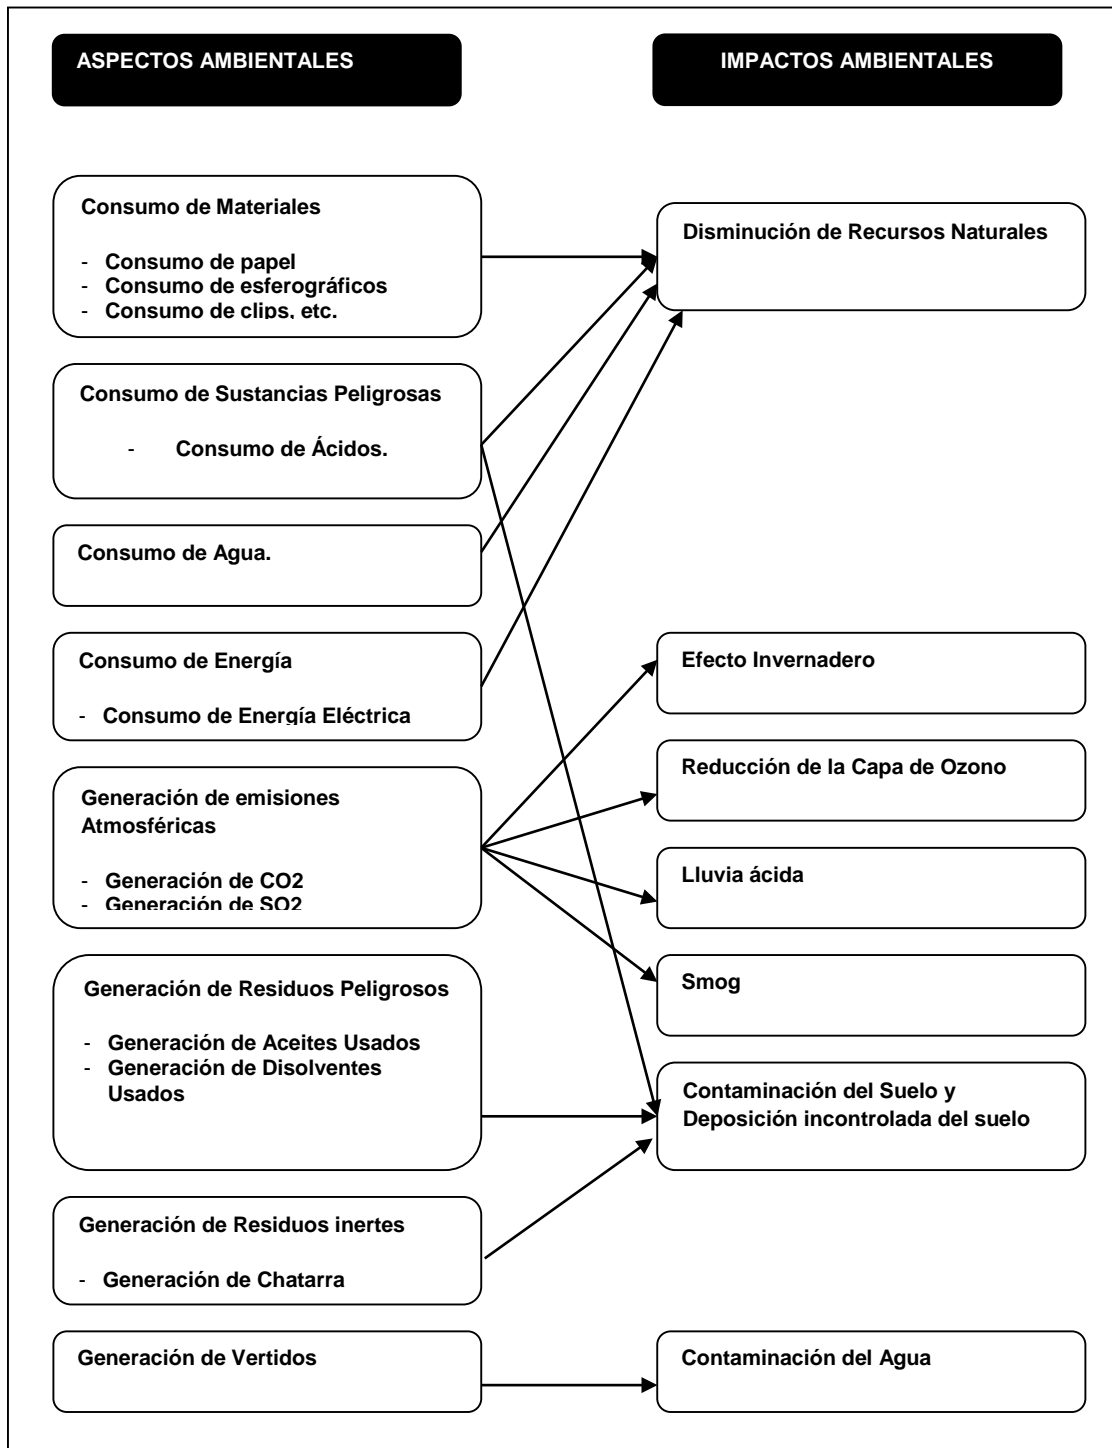 ASPECTOS AMBIENTALES
IMPACTOS AMBIENTALES
Consumo de Materiales
- Consumo de papel
- Consumo de esferográficos
- Consumo de clips, etc.
Disminución de Recursos Naturales
Consumo de Sustancias Peligrosas
- Consumo de Ácidos.
Consumo de Agua.
Consumo de Energía
- Consumo de Energía Eléctrica
Efecto Invernadero
Reducción de la Capa de Ozono
Generación de emisiones
Atmosféricas
- Generación de CO2
- Generación de SO2
Lluvia ácida
Smog
Generación de Residuos Peligrosos
- Generación de Aceites Usados
- Generación de Disolventes
Usados
Contaminación del Suelo y
Deposición incontrolada del suelo
Generación de Residuos inertes
- Generación de Chatarra
Generación de Vertidos
Contaminación del Agua